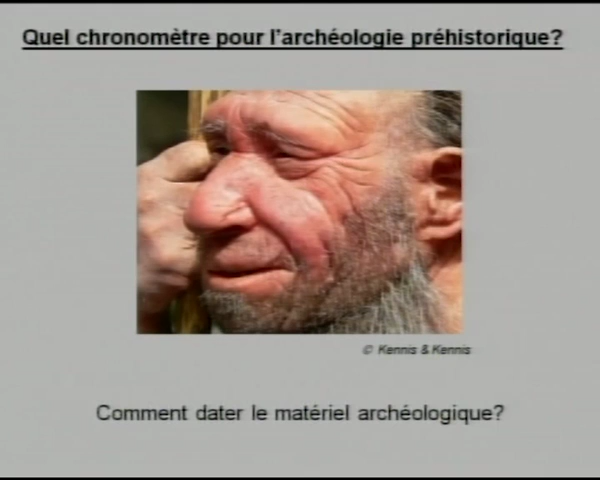 Quel chronomètre pour l'archéologie préhistorique?
© Kennis & Kennis
Comment dater le matériel archéologique?